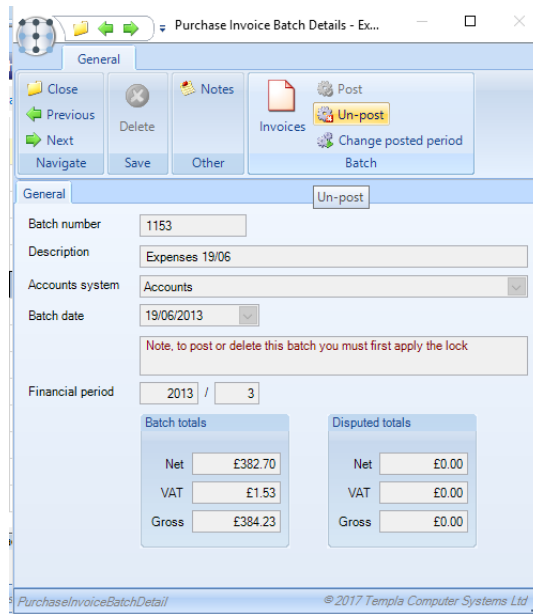 Purchase Invoice Batch Details - Ex...
General
Close
Previous
Next
Navigate
Delete
Save
Notes
Other
Invoices
Post
Un-post
Change posted period
Batch
General
Un-post
Batch number 1153
Description Expenses 19/06
Accounts system Accounts
Batch date 19/06/2013
Note, to post or delete this batch you must first apply the lock
Financial period 2013 / 3
Batch totals Disputed totals
Net £382.70 Net £0.00
VAT £1.53 VAT £0.00
Gross £384.23 Gross £0.00
PurchaseInvoiceBatchDetail © 2017 Templa Computer Systems Ltd